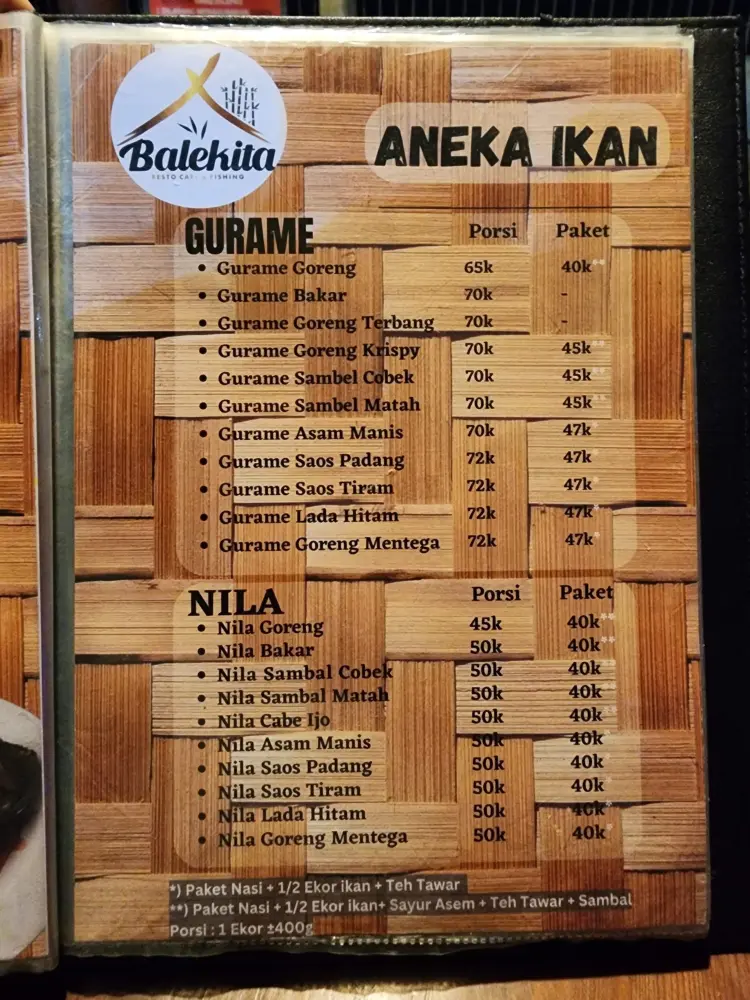 Balekita
RESTO CAFE & FISHING
ANEKA IKAN
GURAME Porsi Paket
• Gurame Goreng 65k 40k**
• Gurame Bakar 70k -
• Gurame Goreng Terbang 70k -
• Gurame Goreng Krispy 70k 45k**
• Gurame Sambel Cobek 70k 45k**
• Gurame Sambel Matah 70k 45k**
• Gurame Asam Manis 70k 47k*
• Gurame Saos Padang 72k 47k*
• Gurame Saos Tiram 72k 47k*
• Gurame Lada Hitam 72k 47k*
• Gurame Goreng Mentega 72k 47k*
NILA Porsi Paket
• Nila Goreng 45k 40k**
• Nila Bakar 50k 40k**
• Nila Sambal Cobek 50k 40k**
• Nila Sambal Matah 50k 40k**
• Nila Cabe Ijo 50k 40k**
• Nila Asam Manis 50k 40k*
• Nila Saos Padang 50k 40k*
• Nila Saos Tiram 50k 40k*
• Nila Lada Hitam 50k 40k*
• Nila Goreng Mentega 50k 40k*
*) Paket Nasi + 1/2 Ekor ikan + Teh Tawar
**) Paket Nasi + 1/2 Ekor ikan+ Sayur Asem + Teh Tawar + Sambal
Porsi : 1 Ekor ±400g